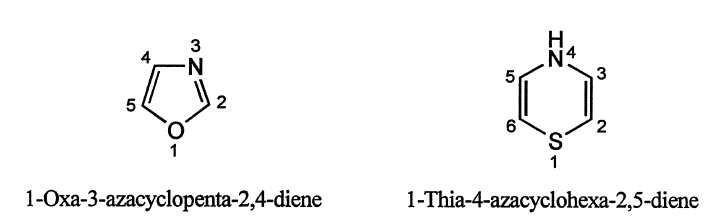 4 3
N
5 2
O
1
1-Oxa-3-azacyclopenta-2,4-diene
H
N 4
5 3
6 2
S
1
1-Thia-4-azacyclohexa-2,5-diene